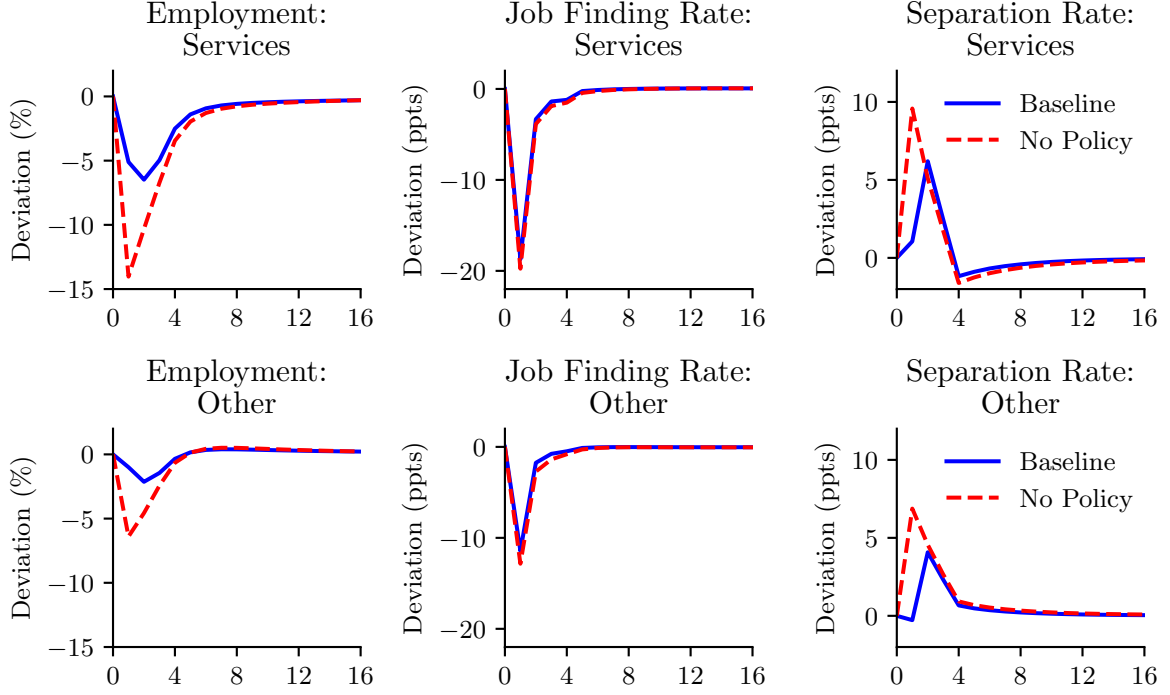 Employment:
Services
Job Finding Rate:
Services
Separation Rate:
Services
Deviation (%)
0
−5
−10
−15
0 4 8 12 16
Deviation (ppts)
0
−10
−20
0 4 8 12 16
Deviation (ppts)
10
5
0
Baseline
No Policy
0 4 8 12 16
Employment:
Other
Job Finding Rate:
Other
Separation Rate:
Other
Deviation (%)
0
−5
−10
−15
0 4 8 12 16
Deviation (ppts)
0
−10
−20
0 4 8 12 16
Deviation (ppts)
10
5
0
Baseline
No Policy
0 4 8 12 16